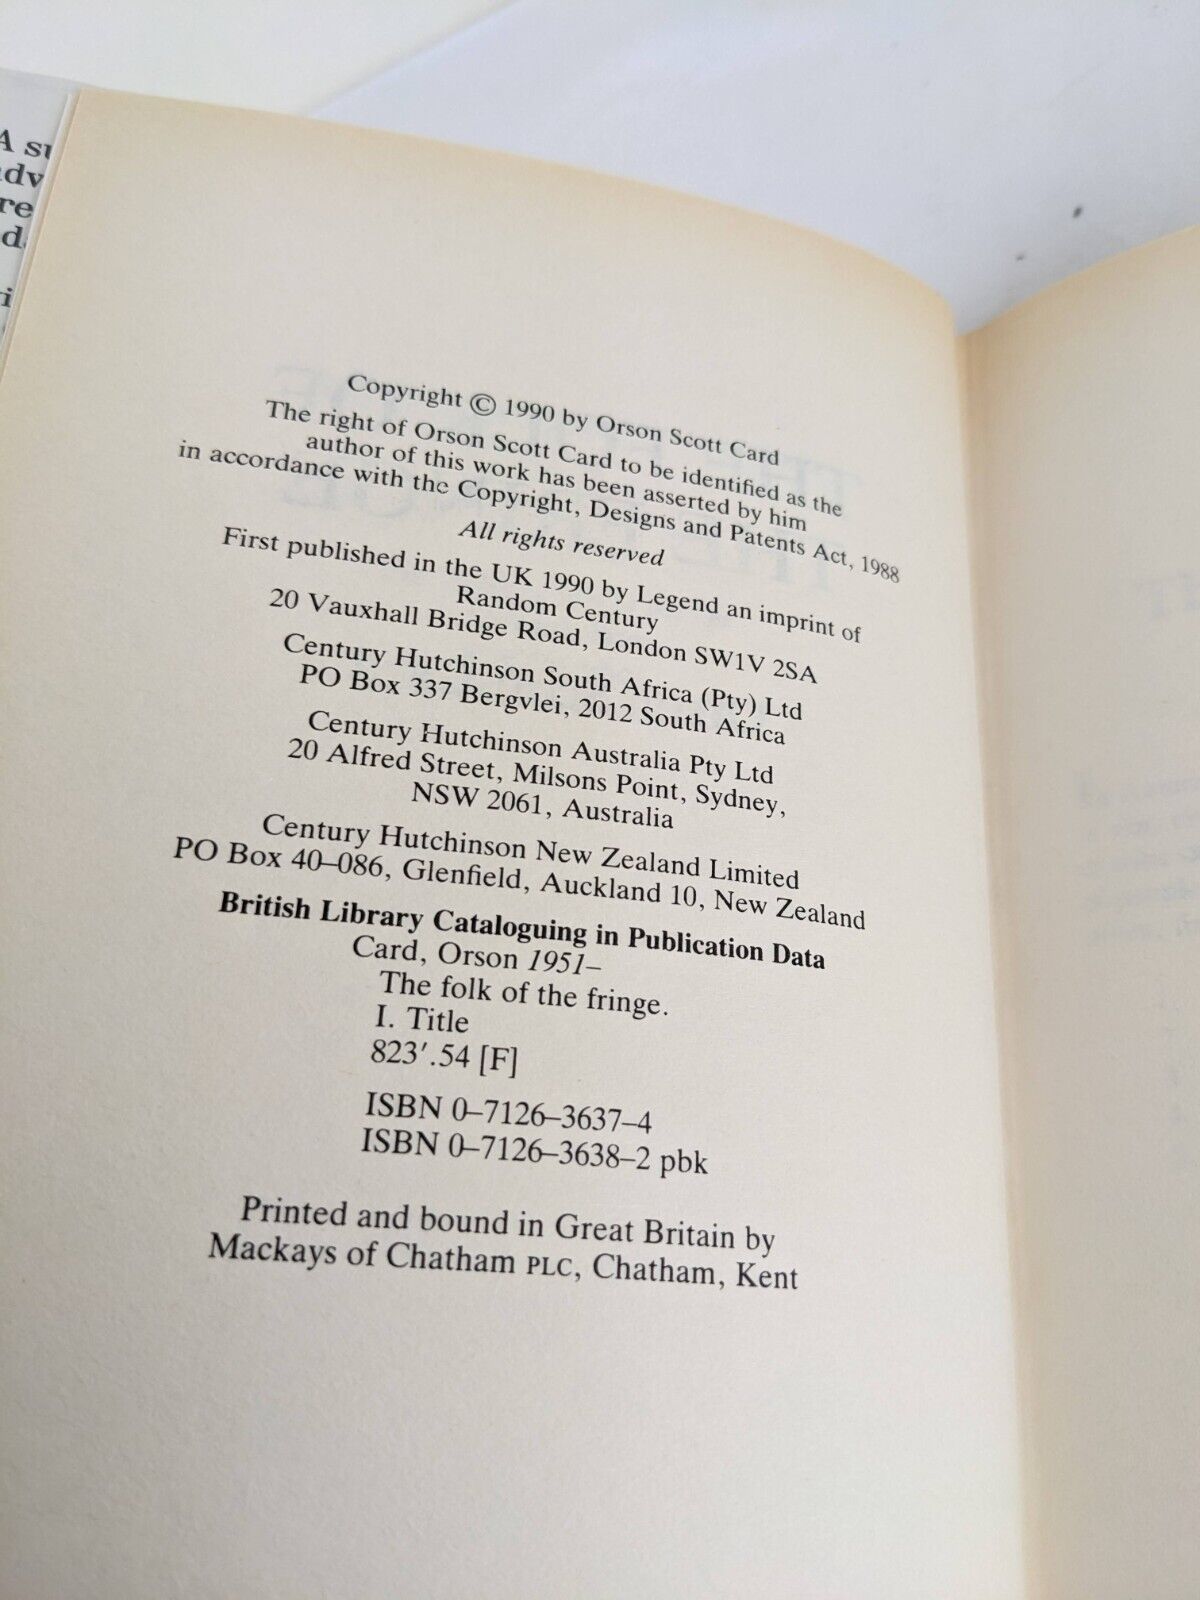 A
adv
Copyright © 1990 by Orson Scott Card
The right of Orson Scott Card to be identified as the
author of this work has been asserted by him
in accordance with the Copyright, Designs and Patents Act, 1988
All rights reserved
First published in the UK 1990 by Legend an imprint of
Random Century
20 Vauxhall Bridge Road, London SW1V 2SA
Century Hutchinson South Africa (Pty) Ltd
PO Box 337 Bergvlei, 2012 South Africa
Century Hutchinson Australia Pty Ltd
20 Alfred Street, Milsons Point, Sydney,
NSW 2061, Australia
Century Hutchinson New Zealand Limited
PO Box 40–086, Glenfield, Auckland 10, New Zealand
British Library Cataloguing in Publication Data
Card, Orson 1951–
The folk of the fringe.
I. Title
823′.54 [F]
ISBN 0–7126–3637–4
ISBN 0–7126–3638–2 pbk
Printed and bound in Great Britain by
Mackays of Chatham PLC, Chatham, Kent